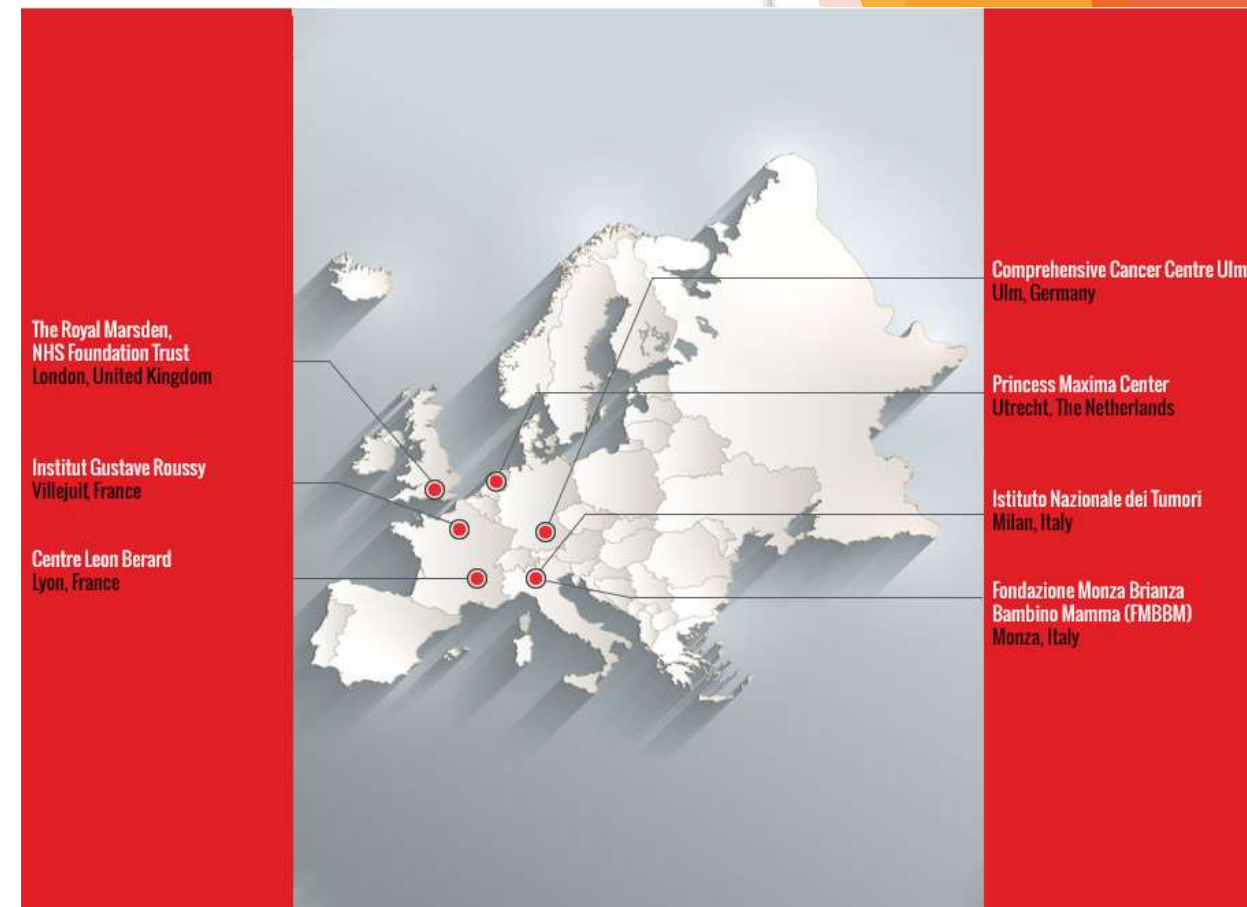 The Royal Marsden,
NHS Foundation Trust
London, United Kingdom
Institut Gustave Roussy
Villejuif, France
Centre Leon Berard
Lyon, France
Comprehensive Cancer Centre Ulm
Ulm, Germany
Princess Maxima Center
Utrecht, The Netherlands
Istituto Nazionale dei Tumori
Milan, Italy
Fondazione Monza Brianza
Bambino Mamma (FMBBM)
Monza, Italy